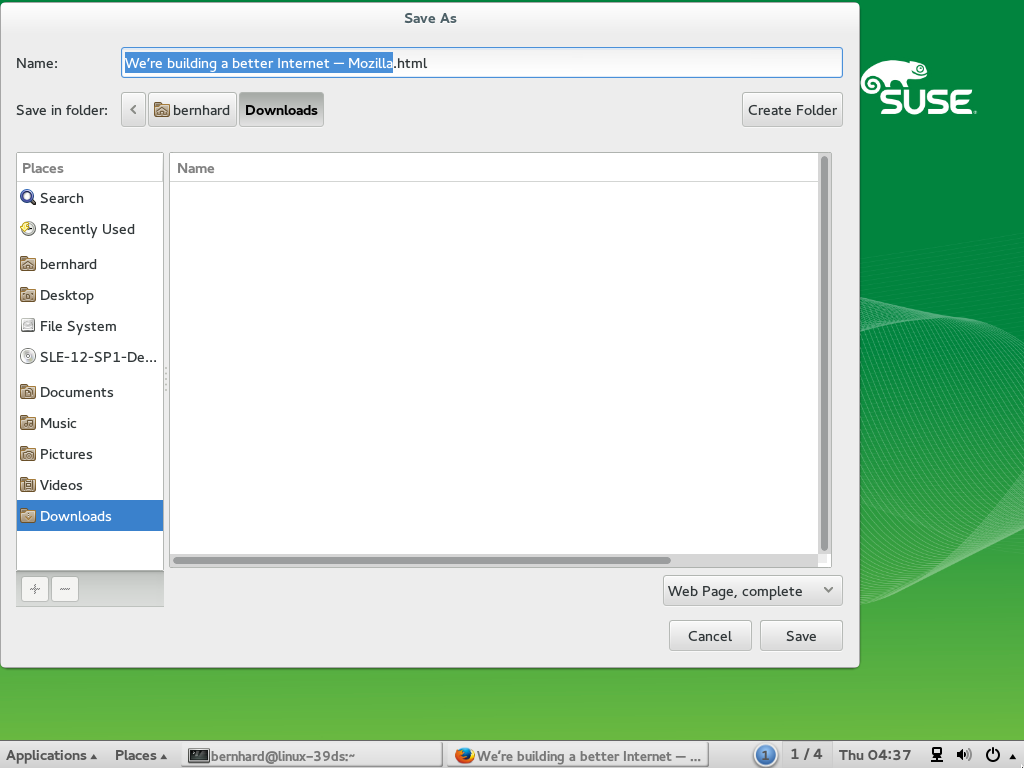 Save As
Name: We're building a better Internet — Mozilla.html
Save in folder: bernhard Downloads Create Folder
SUSE
Places Name
Search
Recently Used
bernhard
Desktop
File System
SLE-12-SP1-De...
Documents
Music
Pictures
Videos
Downloads
Web Page, complete
Cancel Save
Applications Places bernhard@linux-39ds:~ We're building a better Internet — ... 1 1 / 4 Thu 04:37